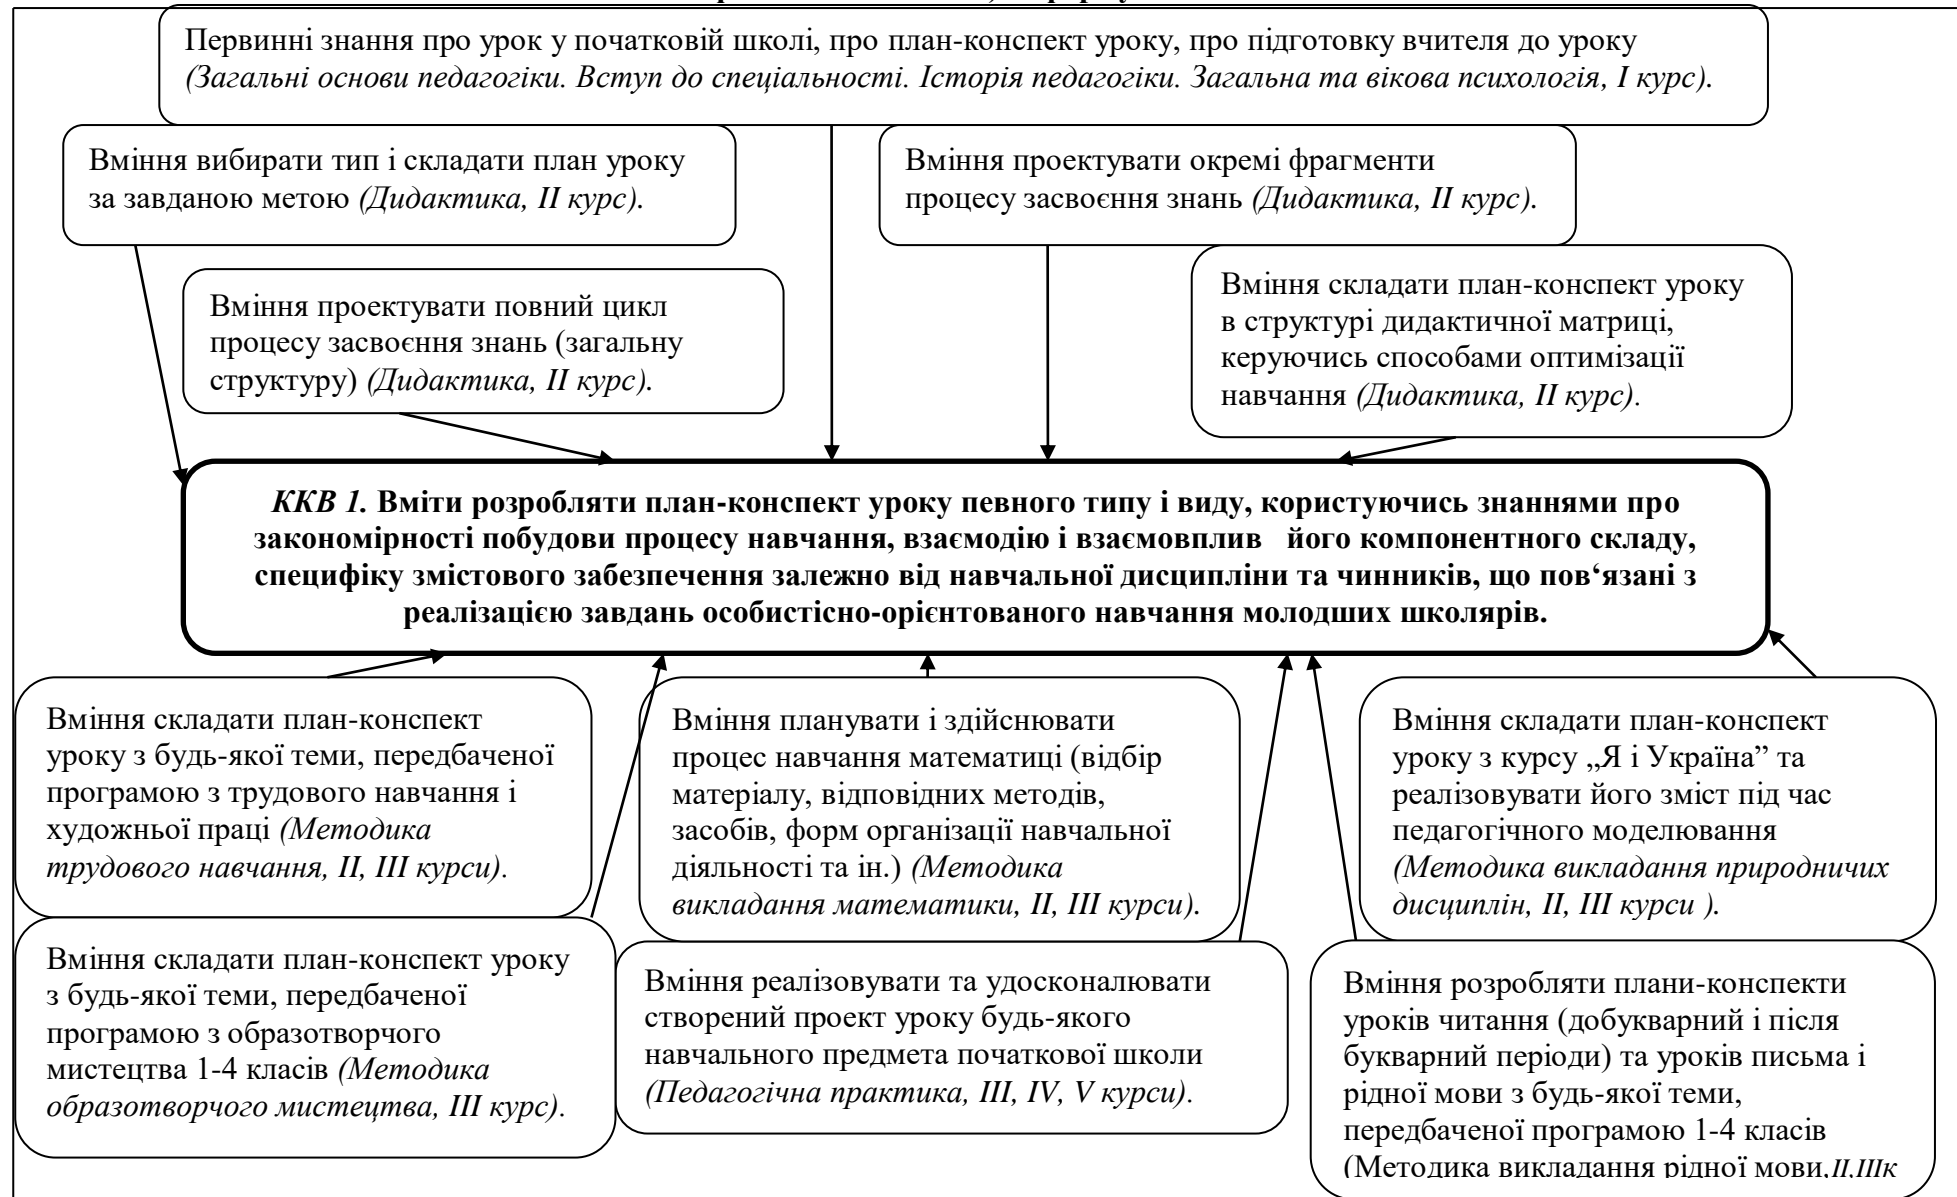 Первинні знання про урок у початковій школі, про план-конспект уроку, про підготовку вчителя до уроку
(Загальні основи педагогіки. Вступ до спеціальності. Історія педагогіки. Загальна та вікова психологія, І курс).
Вміння вибирати тип і складати план уроку
за завданою метою (Дидактика, ІІ курс).
Вміння проектувати окремі фрагменти
процесу засвоєння знань (Дидактика, ІІ курс).
Вміння проектувати повний цикл
процесу засвоєння знань (загальну
структуру) (Дидактика, ІІ курс).
Вміння складати план-конспект уроку
в структурі дидактичної матриці,
керуючись способами оптимізації
навчання (Дидактика, ІІ курс).
ККВ 1. Вміти розробляти план-конспект уроку певного типу і виду, користуючись знаннями про
закономірності побудови процесу навчання, взаємодію і взаємовплив його компонентного складу,
специфіку змістового забезпечення залежно від навчальної дисципліни та чинників, що пов‘язані з
реалізацією завдань особистісно-орієнтованого навчання молодших школярів.
Вміння складати план-конспект
уроку з будь-якої теми, передбаченої
програмою з трудового навчання і
художньої праці (Методика
трудового навчання, ІІ, ІІІ курси).
Вміння планувати і здійснювати
процес навчання математиці (відбір
матеріалу, відповідних методів,
засобів, форм організації навчальної
діяльності та ін.) (Методика
викладання математики, ІІ, ІІІ курси).
Вміння складати план-конспект
уроку з курсу „Я і Україна” та
реалізовувати його зміст під час
педагогічного моделювання
(Методика викладання природничих
дисциплін, ІІ, ІІІ курси ).
Вміння складати план-конспект уроку
з будь-якої теми, передбаченої
програмою з образотворчого
мистецтва 1-4 класів (Методика
образотворчого мистецтва, ІІІ курс).
Вміння реалізовувати та удосконалювати
створений проект уроку будь-якого
навчального предмета початкової школи
(Педагогічна практика, ІІІ, ІV, V курси).
Вміння розробляти плани-конспекти
уроків читання (добукварний і після
букварний періоди) та уроків письма і
рідної мови з будь-якої теми,
передбаченої програмою 1-4 класів
(Методика викладання рідної мови,ІІ,ІІІк